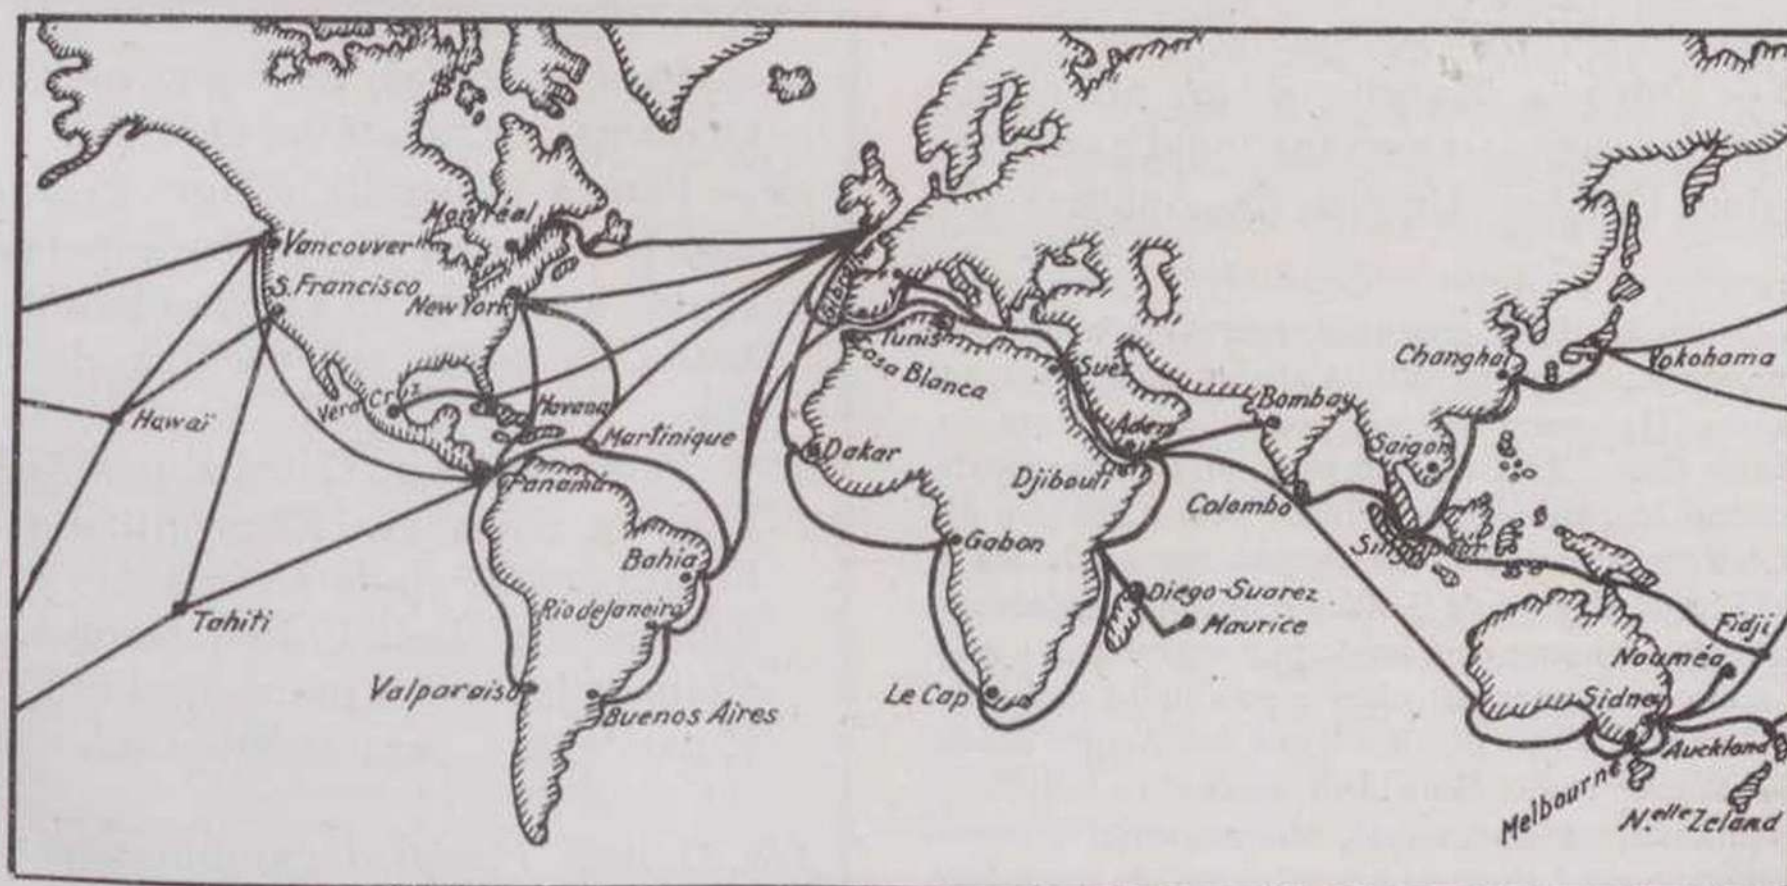 Montréal
Vancouver
S.Francisco
New York
Hawaï
Vera Cruz
Havana
Martinique
Panama
Tahiti
Bahia
Rio de Janeiro
Valparaiso
Buenos Aires
Tunis
Casa Blanca
Suez
Dakar
Aden
Djibouti
Gabon
Le Cap
Diego-Suarez
Maurice
Bombay
Colombo
Saigon
Singapour
Changhaï
Yokohama
Fidji
Nouméa
Sidney
Auckland
Melbourne
N.elle Zeland